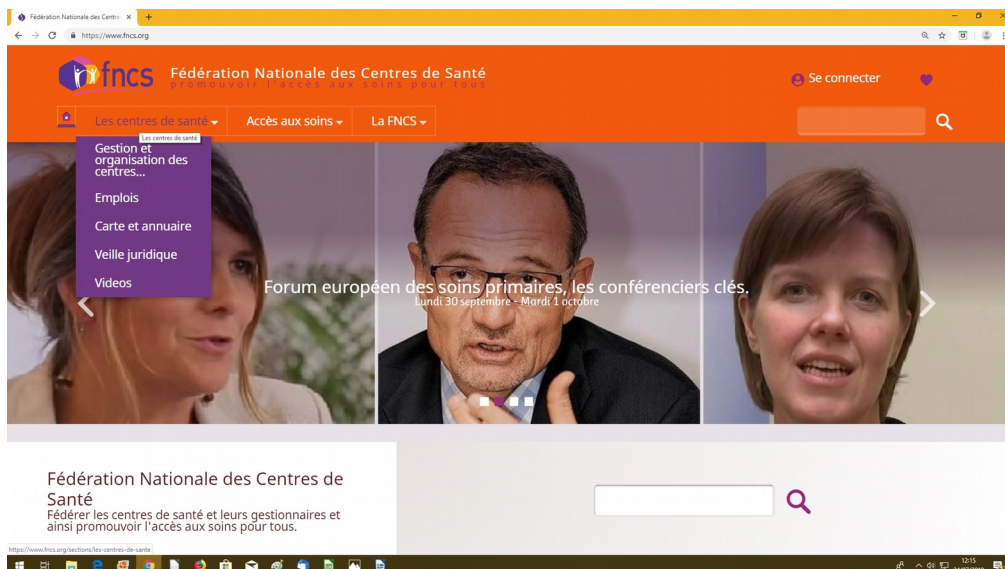 Fédération Nationale des Centre
https://www.fncs.org
fncs
Fédération Nationale des Centres de Santé
promouvoir l'accès aux soins pour tous
Se connecter
Les centres de santé
Accès aux soins
La FNCS
Les centres de santé
Gestion et
organisation des
centres...
Emplois
Carte et annuaire
Veille juridique
Videos
Forum européen des soins primaires, les conférenciers clés.
Lundi 30 septembre - Mardi 1 octobre
Fédération Nationale des Centres de
Santé
Fédérer les centres de santé et leurs gestionnaires et
ainsi promouvoir l'accès aux soins pour tous.
https://www.fncs.org/sections/les-centres-de-sante
12:15